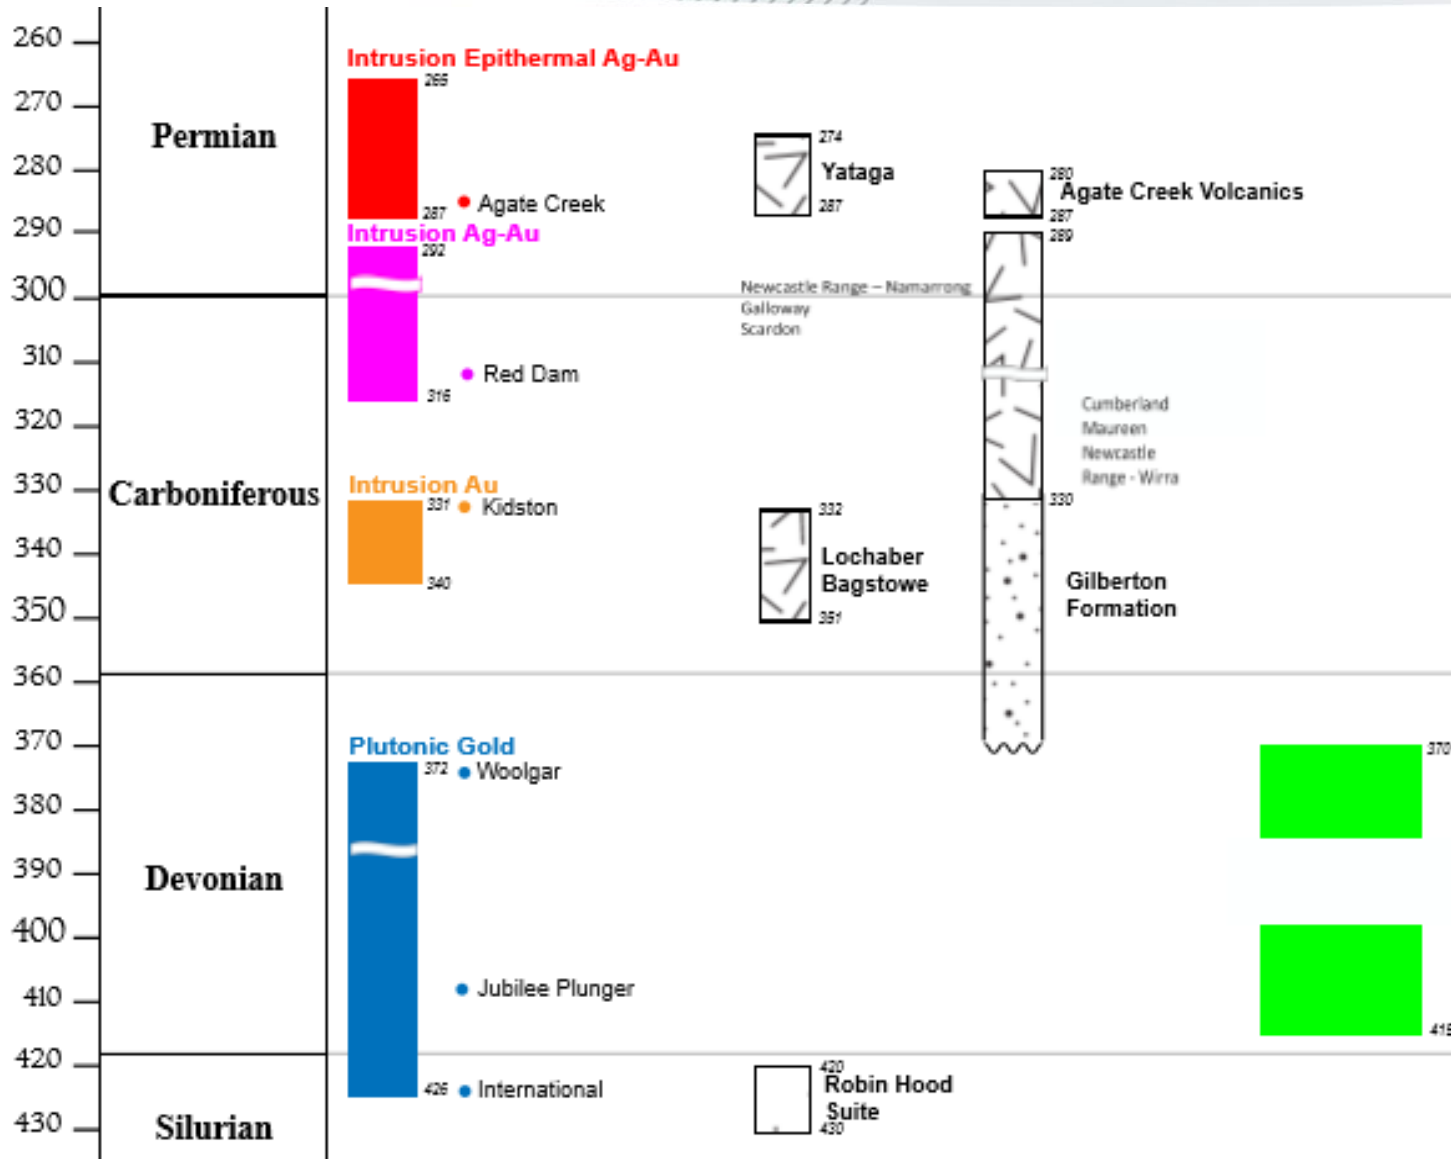 260
Intrusion Epithermal Ag-Au
265
270
Permian
274
Yataga
280
280
Agate Creek Volcanics
287
Agate Creek
287
287
290
Intrusion Ag-Au
289
292
300
Newcastle Range – Namarrong
Galloway
Scardon
310
Red Dam
316
320
Cumberland
Maureen
Newcastle
Range - Wirra
330
Carboniferous
Intrusion Au
331
Kidston
332
330
340
Lochaber
Bagstowe
340
Gilberton
Formation
350
351
360
370
Plutonic Gold
372
Woolgar
370
380
390
Devonian
400
410
Jubilee Plunger
415
420
420
426
International
Robin Hood
Suite
430
430
Silurian